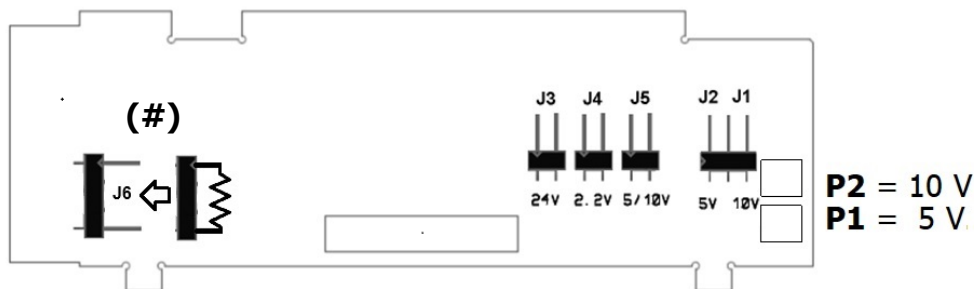 (#)
J6
J3 J4 J5 J2 J1
24V 2.2V 5/10V 5V 10V
P2 = 10 V
P1 = 5 V